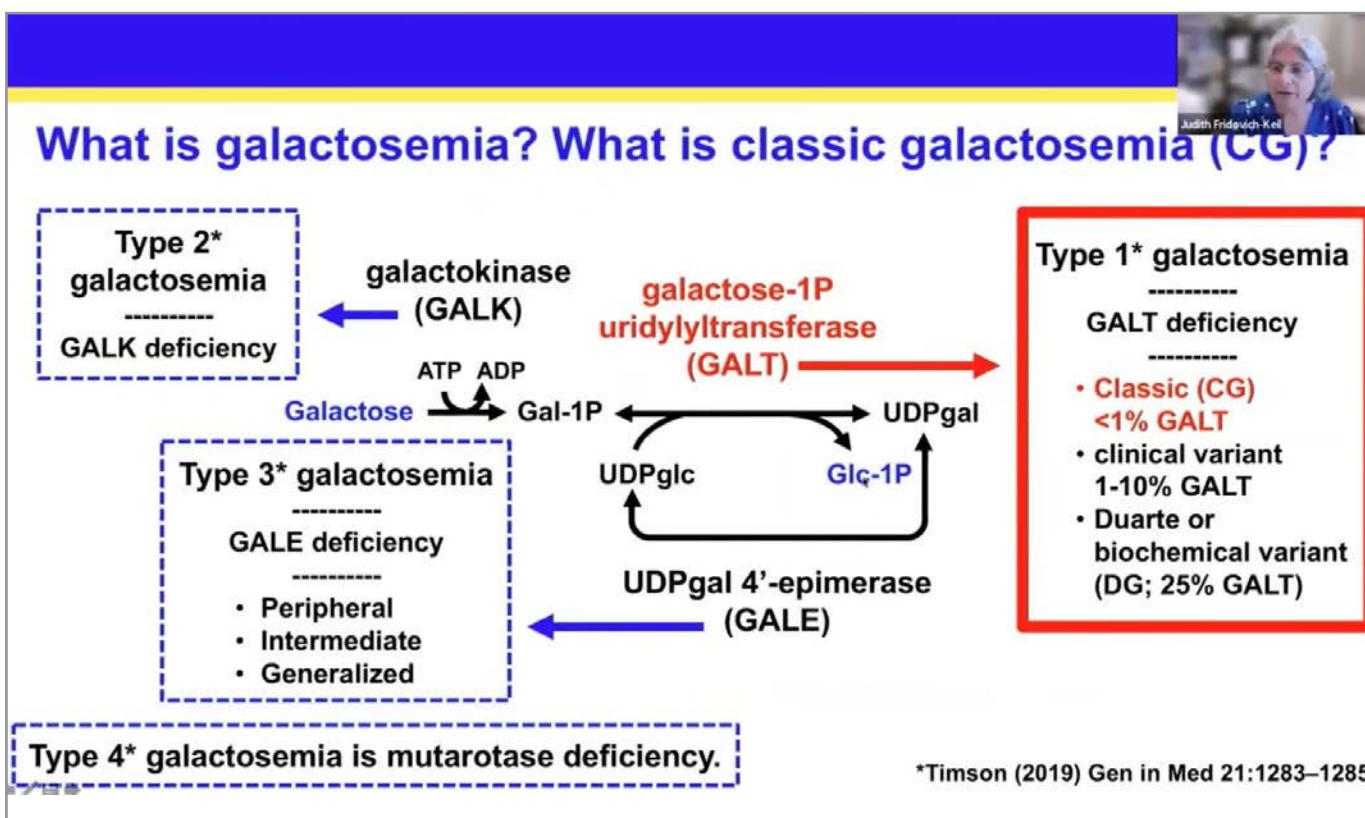 Judith Fridovich-Keil
What is galactosemia? What is classic galactosemia (CG)?
Type 2*
galactosemia
----------
GALK deficiency
galactokinase
(GALK)
galactose-1P
uridylyltransferase
(GALT)
Type 1* galactosemia
----------
GALT deficiency
----------
• Classic (CG)
<1% GALT
• clinical variant
1-10% GALT
• Duarte or
biochemical variant
(DG; 25% GALT)
ATP ADP
Galactose Gal-1P UDPgal
UDPglc Glc-1P
Type 3* galactosemia
----------
GALE deficiency
----------
• Peripheral
• Intermediate
• Generalized
UDPgal 4’-epimerase
(GALE)
Type 4* galactosemia is mutarotase deficiency.
*Timson (2019) Gen in Med 21:1283–1285